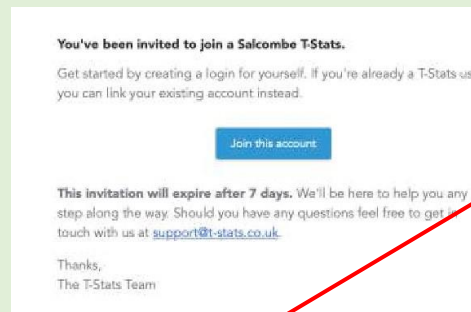 You've been invited to join a Salcombe T-Stats.
Get started by creating a login for yourself. If you're already a T-Stats
you can link your existing account instead.
Join this account
This invitation will expire after 7 days. We'll be here to help you any
step along the way. Should you have any questions feel free to get in
touch with us at support@t-stats.co.uk.
Thanks,
The T-Stats Team